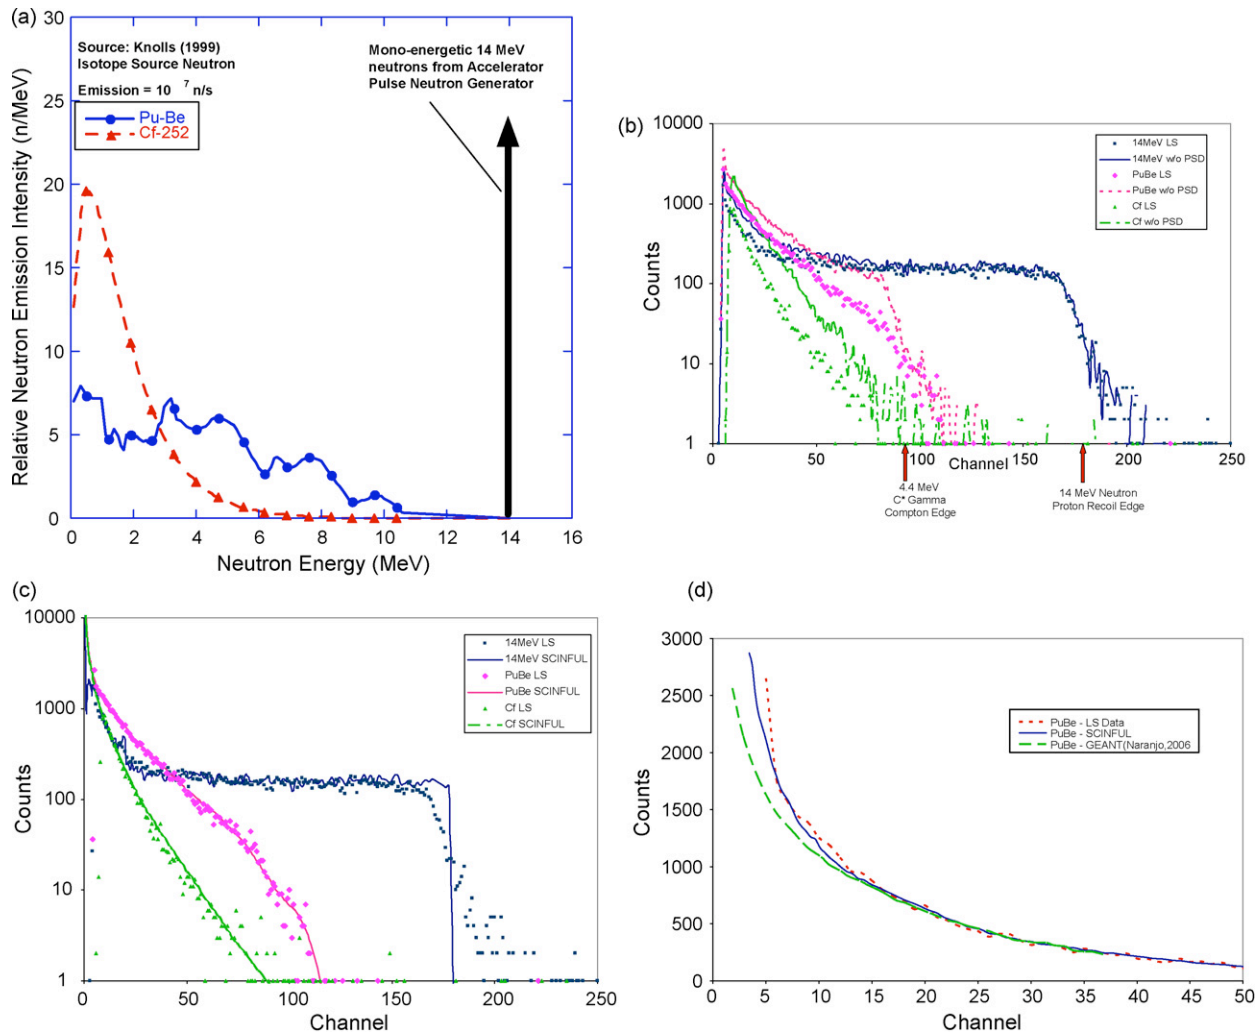 (a)
30
25
20
15
10
5
0
Relative Neutron Emission Intensity (n/MeV)
Source: Knolls (1999)
Isotope Source Neutron
Emission = 10 7 n/s
Pu-Be
Cf-252
Mono-energetic 14 MeV
neutrons from Accelerator
Pulse Neutron Generator
0 2 4 6 8 10 12 14 16
Neutron Energy (MeV)
(b)
10000
1000
100
10
1
Counts
14MeV LS
14MeV w/o PSD
PuBe LS
PuBe w/o PSD
Cf LS
Cf w/o PSD
0 50 100 150 200 250
Channel
4.4 MeV
C* Gamma
Compton Edge
14 MeV Neutron
Proton Recoil Edge
(c)
10000
1000
100
10
1
Counts
14MeV LS
14MeV SCINFUL
PuBe LS
PuBe SCINFUL
Cf LS
Cf SCINFUL
0 50 100 150 200 250
Channel
(d)
3000
2500
2000
1500
1000
500
0
Counts
PuBe - LS Data
PuBe - SCINFUL
PuBe - GEANT(Naranjo,2006
0 5 10 15 20 25 30 35 40 45 50
Channel